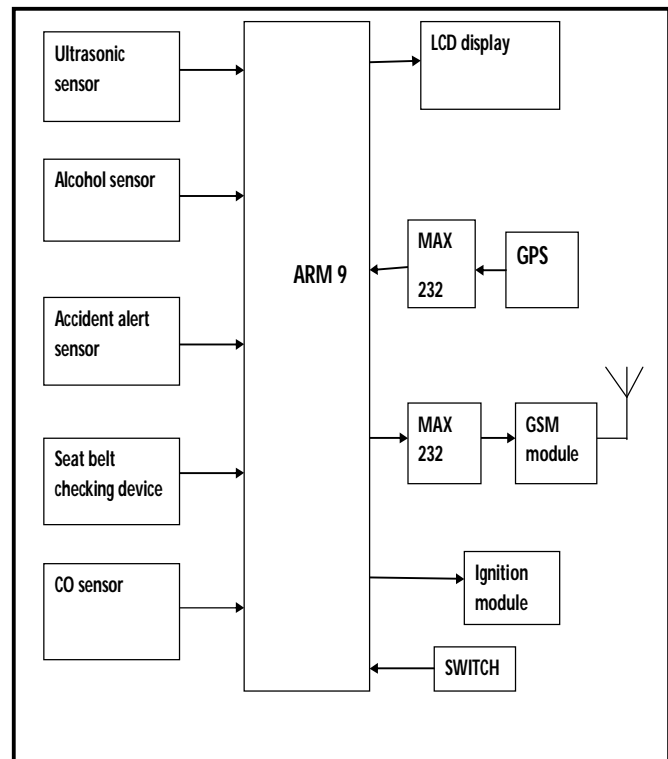 Ultrasonic
sensor
Alcohol sensor
Accident alert
sensor
Seat belt
checking device
CO sensor
ARM 9
LCD display
MAX
232
GPS
MAX
232
GSM
module
Ignition
module
SWITCH